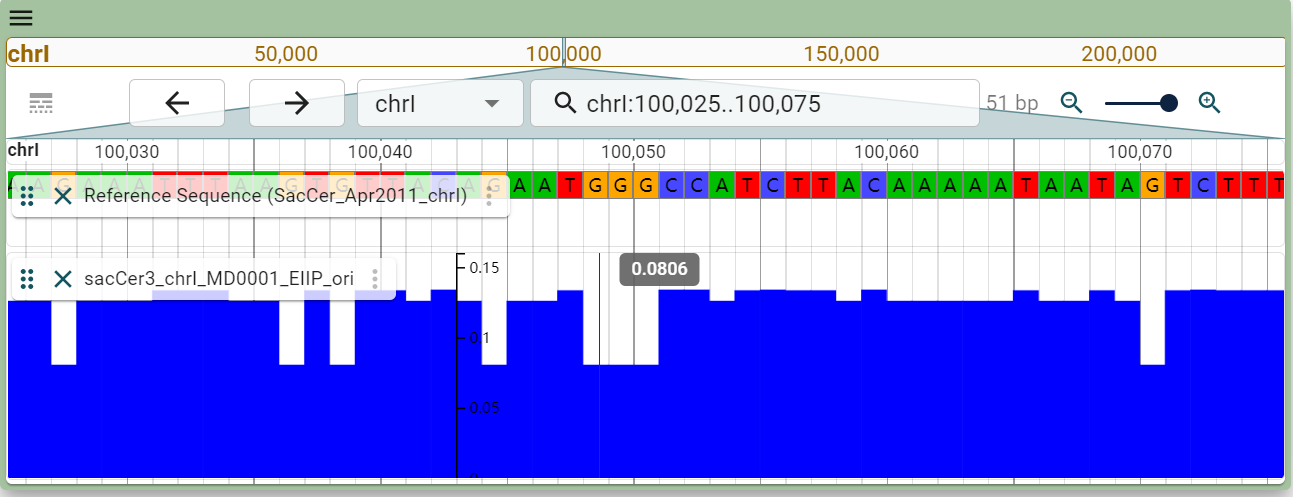 chrI 50,000 100,000 150,000 200,000
chrI chrI:100,025..100,075 51 bp
chrI 100,030 100,040 100,050 100,060 100,070
A A G A A A T T T A A G T G T T A C A G A A T G G G C C A T C T T A C A A A A A T A A T A G T C T T T
Reference Sequence (SacCer_Apr2011_chrI)
0.15 0.0806
sacCer3_chrI_MD0001_EIIP_ori
0.1
0.05
0